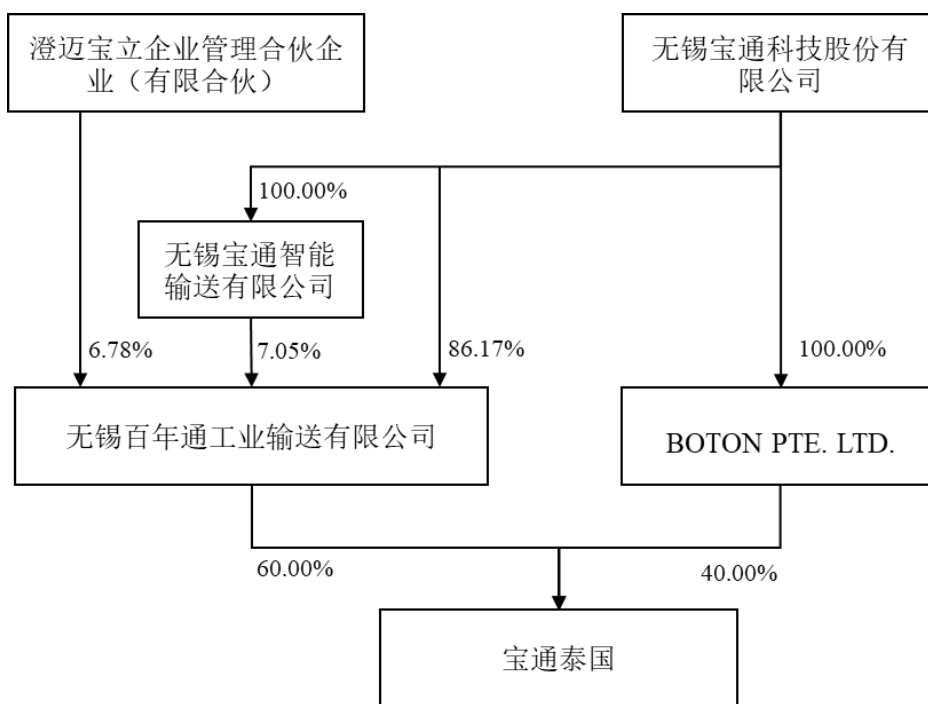 澄迈宝立企业管理合伙企
业（有限合伙）
无锡宝通科技股份有
限公司
100.00%
无锡宝通智能
输送有限公司
6.78%
7.05%
86.17%
100.00%
无锡百年通工业输送有限公司
BOTON PTE. LTD.
60.00%
40.00%
宝通泰国